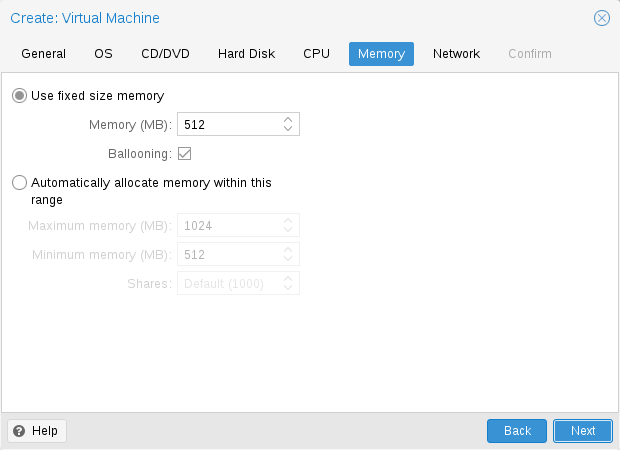 Create: Virtual Machine
General OS CD/DVD Hard Disk CPU Memory Network Confirm
Use fixed size memory
Memory (MB): 512
Ballooning:
Automatically allocate memory within this
range
Maximum memory (MB): 1024
Minimum memory (MB): 512
Shares: Default (1000)
Help Back Next